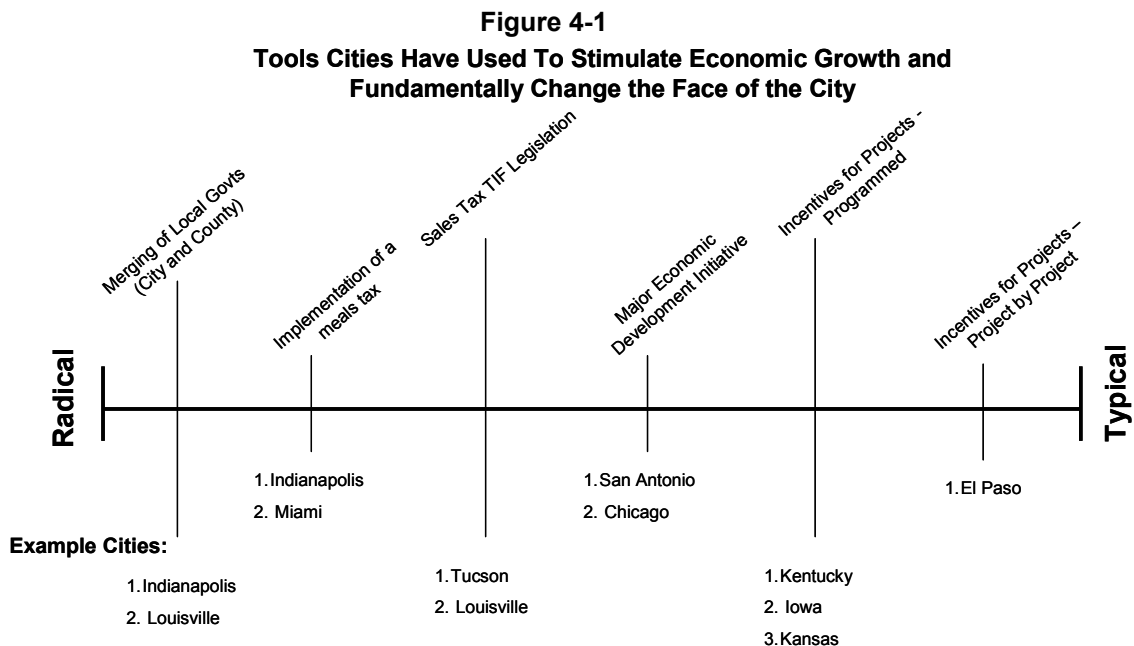 Figure 4-1
Tools Cities Have Used To Stimulate Economic Growth and
Fundamentally Change the Face of the City
Merging of Local Govts
(City and County)
Implementation of a
meals tax
Sales Tax TIF Legislation
Major Economic
Development Initiative
Incentives for Projects -
Programmed
Incentives for Projects –
Project by Project
Radical
Typical
1.Indianapolis
2. Miami
1.San Antonio
2. Chicago
1.El Paso
Example Cities:
1.Indianapolis
2. Louisville
1.Tucson
2. Louisville
1.Kentucky
2. Iowa
3.Kansas